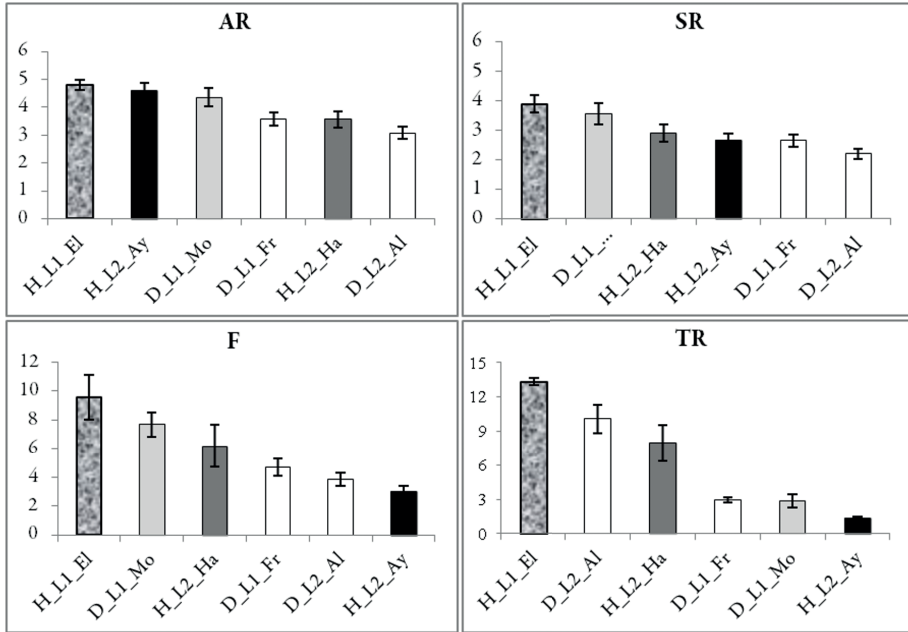 AR
6
5
4
3
2
1
0
H_L1_El
H_L2_Ay
D_L1_Mo
D_L1_Fr
H_L2_Ha
D_L2_Al
SR
6
5
4
3
2
1
0
H_L1_El
D_L1_...
H_L2_Ha
H_L2_Ay
D_L1_Fr
D_L2_Al
F
12
10
8
6
4
2
0
H_L1_El
D_L1_Mo
H_L2_Ha
D_L1_Fr
D_L2_Al
H_L2_Ay
TR
15
12
9
6
3
0
H_L1_El
D_L2_Al
H_L2_Ha
D_L1_Fr
D_L1_Mo
H_L2_Ay